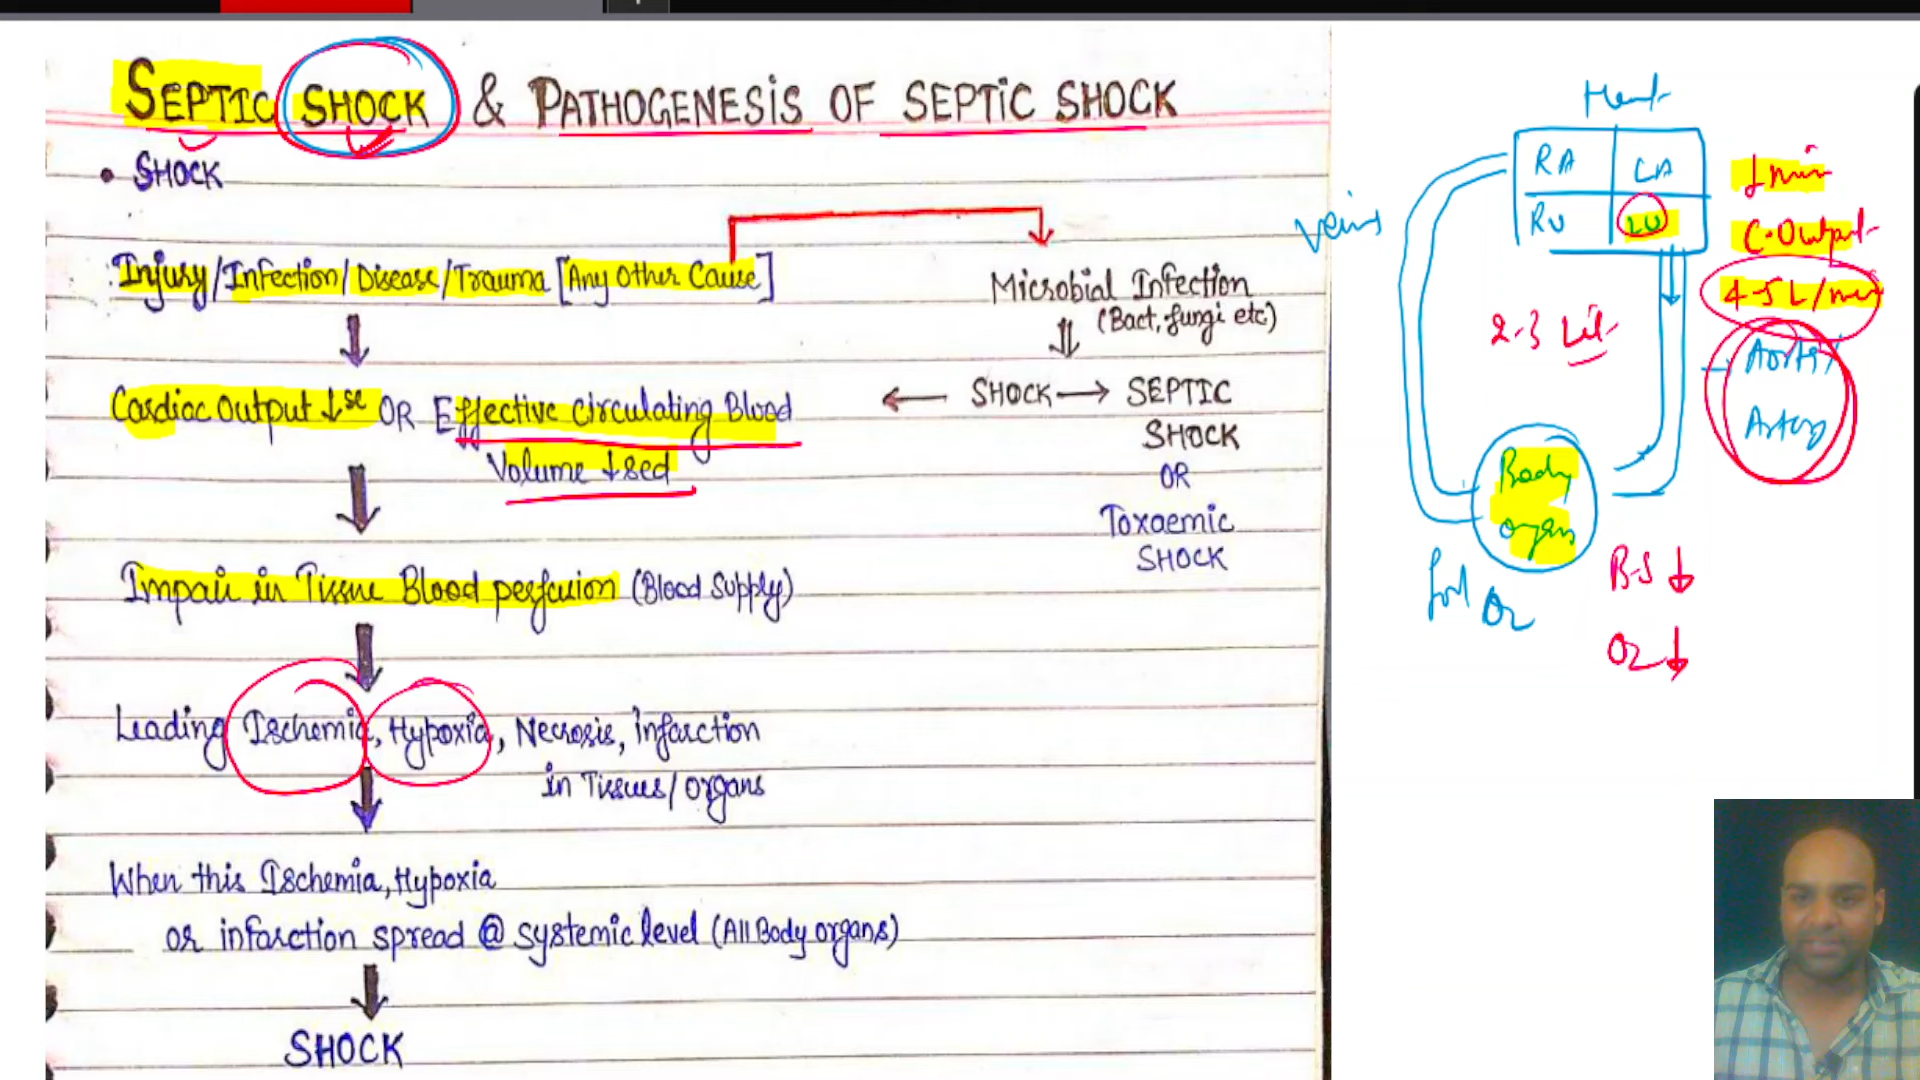 SEPTIC SHOCK & PATHOGENESIS OF SEPTIC SHOCK
• SHOCK
Injury/Infection/Disease/Trauma [Any Other Cause]
Cardiac Output ↓se OR Effective Circulating Blood
Volume ↓sed
Impair in Tissue Blood perfusion (Blood Supply)
Leading Ischemia, Hypoxia, Necrosis, infarction
in Tissues/organs
When this Ischemia, Hypoxia
or infarction spread @ systemic level (All Body organs)
SHOCK
Microbial Infection
(Bact, fungi etc)
← SHOCK → SEPTIC
SHOCK
OR
Toxaemic
SHOCK
Heart
RA LA
RV LV
Veins
1 min
C.Output
4-5 L/min
2-3 Lit
Aorta/
Artery
Body
organs
O2
B.S ↓
O2 ↓